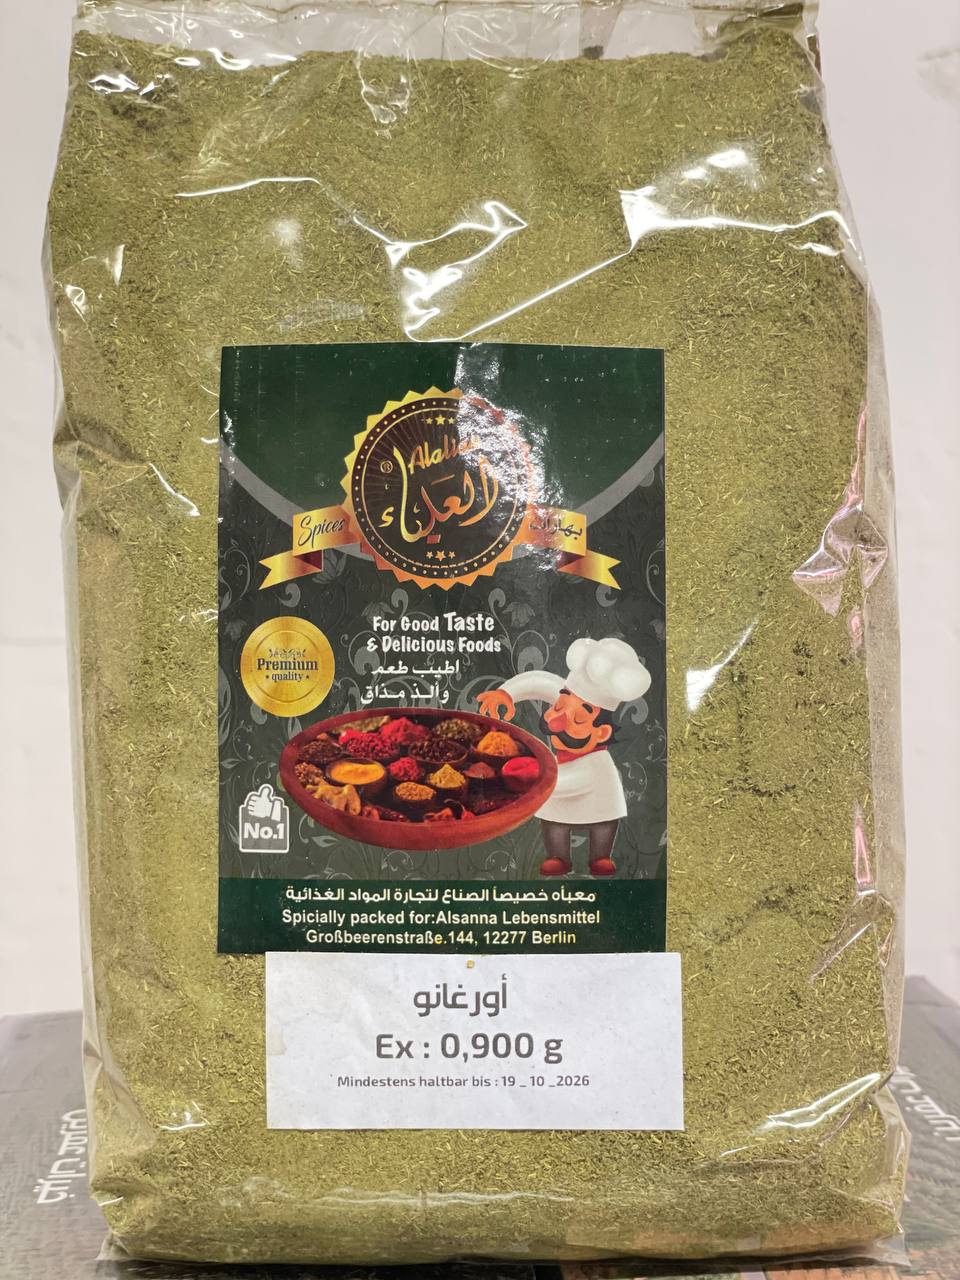 ®
العلياء
Spices
بهارات
For Good Taste
& Delicious Foods
اطيب طعم
وألذ مذاق
Premium
quality
No.1
معبأه خصيصاً الصناع لتجارة المواد الغذائية
Spicially packed for:Alsanna Lebensmittel
Großbeerenstraße.144, 12277 Berlin
أورغانو
Ex : 0,900 g
Mindestens haltbar bis : 19 _ 10 _2026